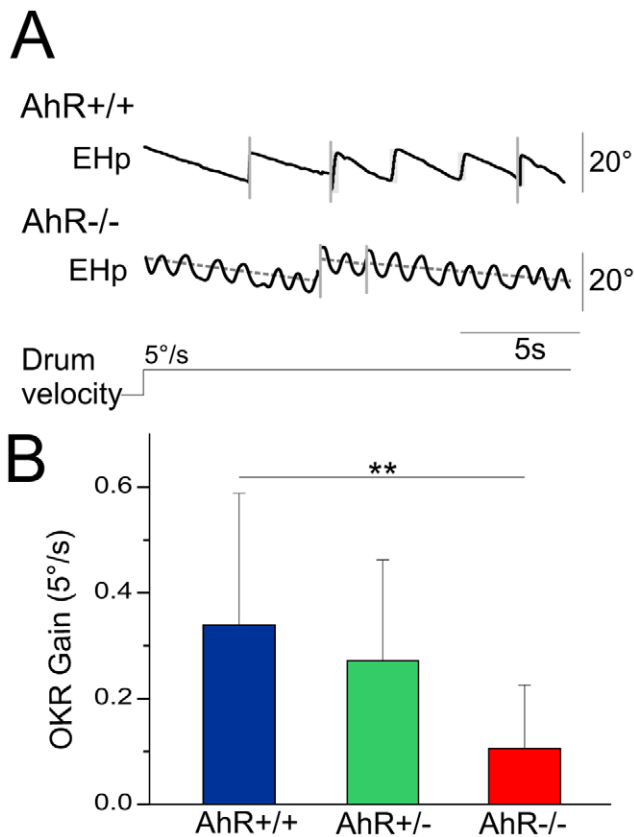 A
AhR+/+
EHp
20°
AhR-/-
EHp
20°
5s
Drum
velocity
5°/s
B
**
OKR Gain (5°/s)
0.6
0.4
0.2
0.0
AhR+/+
AhR+/-
AhR-/-